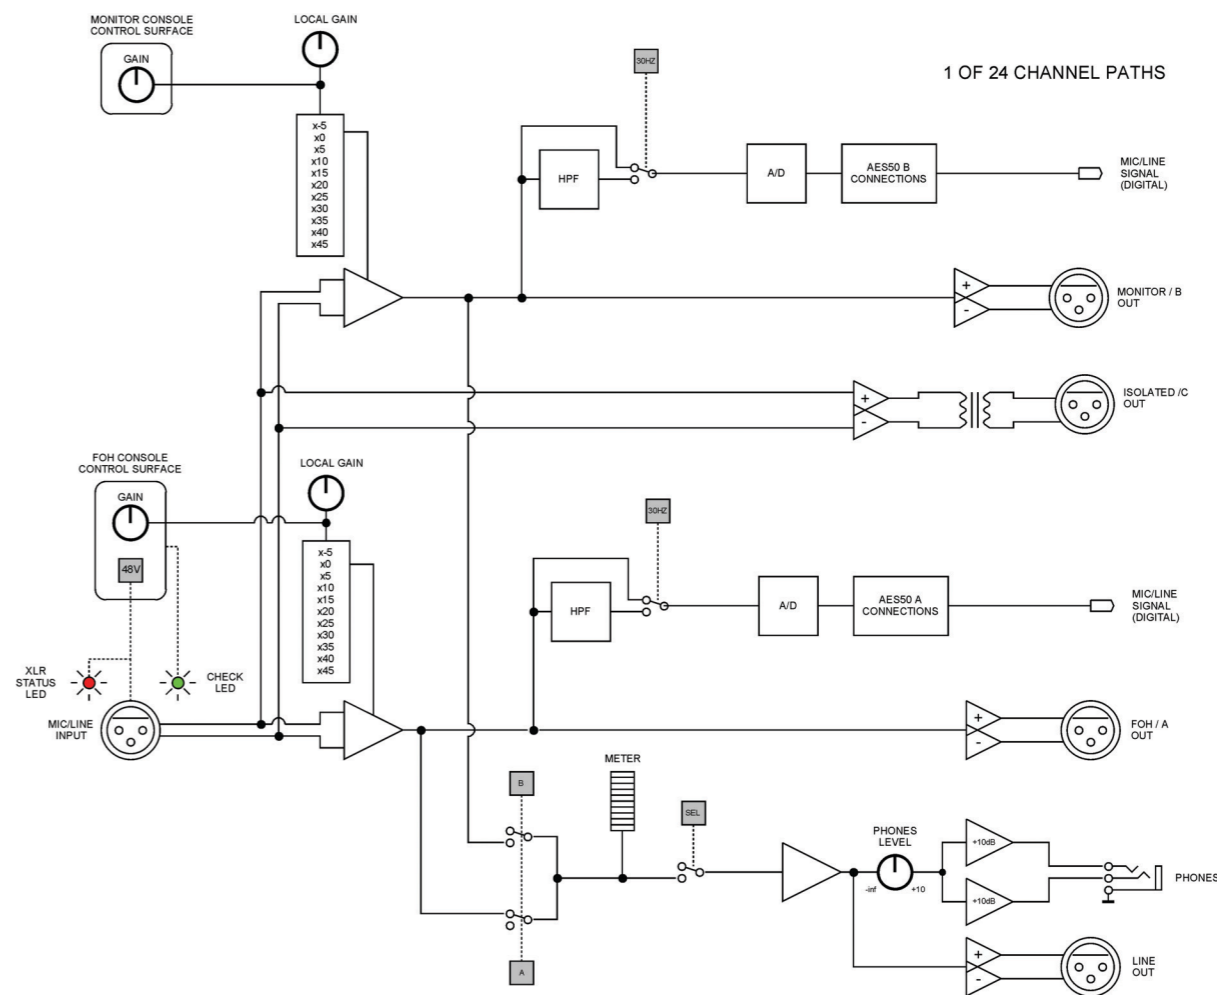 MONITOR CONSOLE
CONTROL SURFACE
GAIN
LOCAL GAIN
x-5
x0
x5
x10
x15
x20
x25
x30
x35
x40
x45
30HZ
1 OF 24 CHANNEL PATHS
HPF
A/D
AES50 B
CONNECTIONS
MIC/LINE
SIGNAL
(DIGITAL)
+
-
MONITOR / B
OUT
+
-
ISOLATED /C
OUT
FOH CONSOLE
CONTROL SURFACE
GAIN
48V
LOCAL GAIN
x-5
x0
x5
x10
x15
x20
x25
x30
x35
x40
x45
30HZ
HPF
A/D
AES50 A
CONNECTIONS
MIC/LINE
SIGNAL
(DIGITAL)
XLR
STATUS
LED
CHECK
LED
MIC/LINE
INPUT
+
-
FOH / A
OUT
B
A
METER
SEL
PHONES
LEVEL
-inf
+10
+10dB
+10dB
PHONES
+
-
LINE
OUT